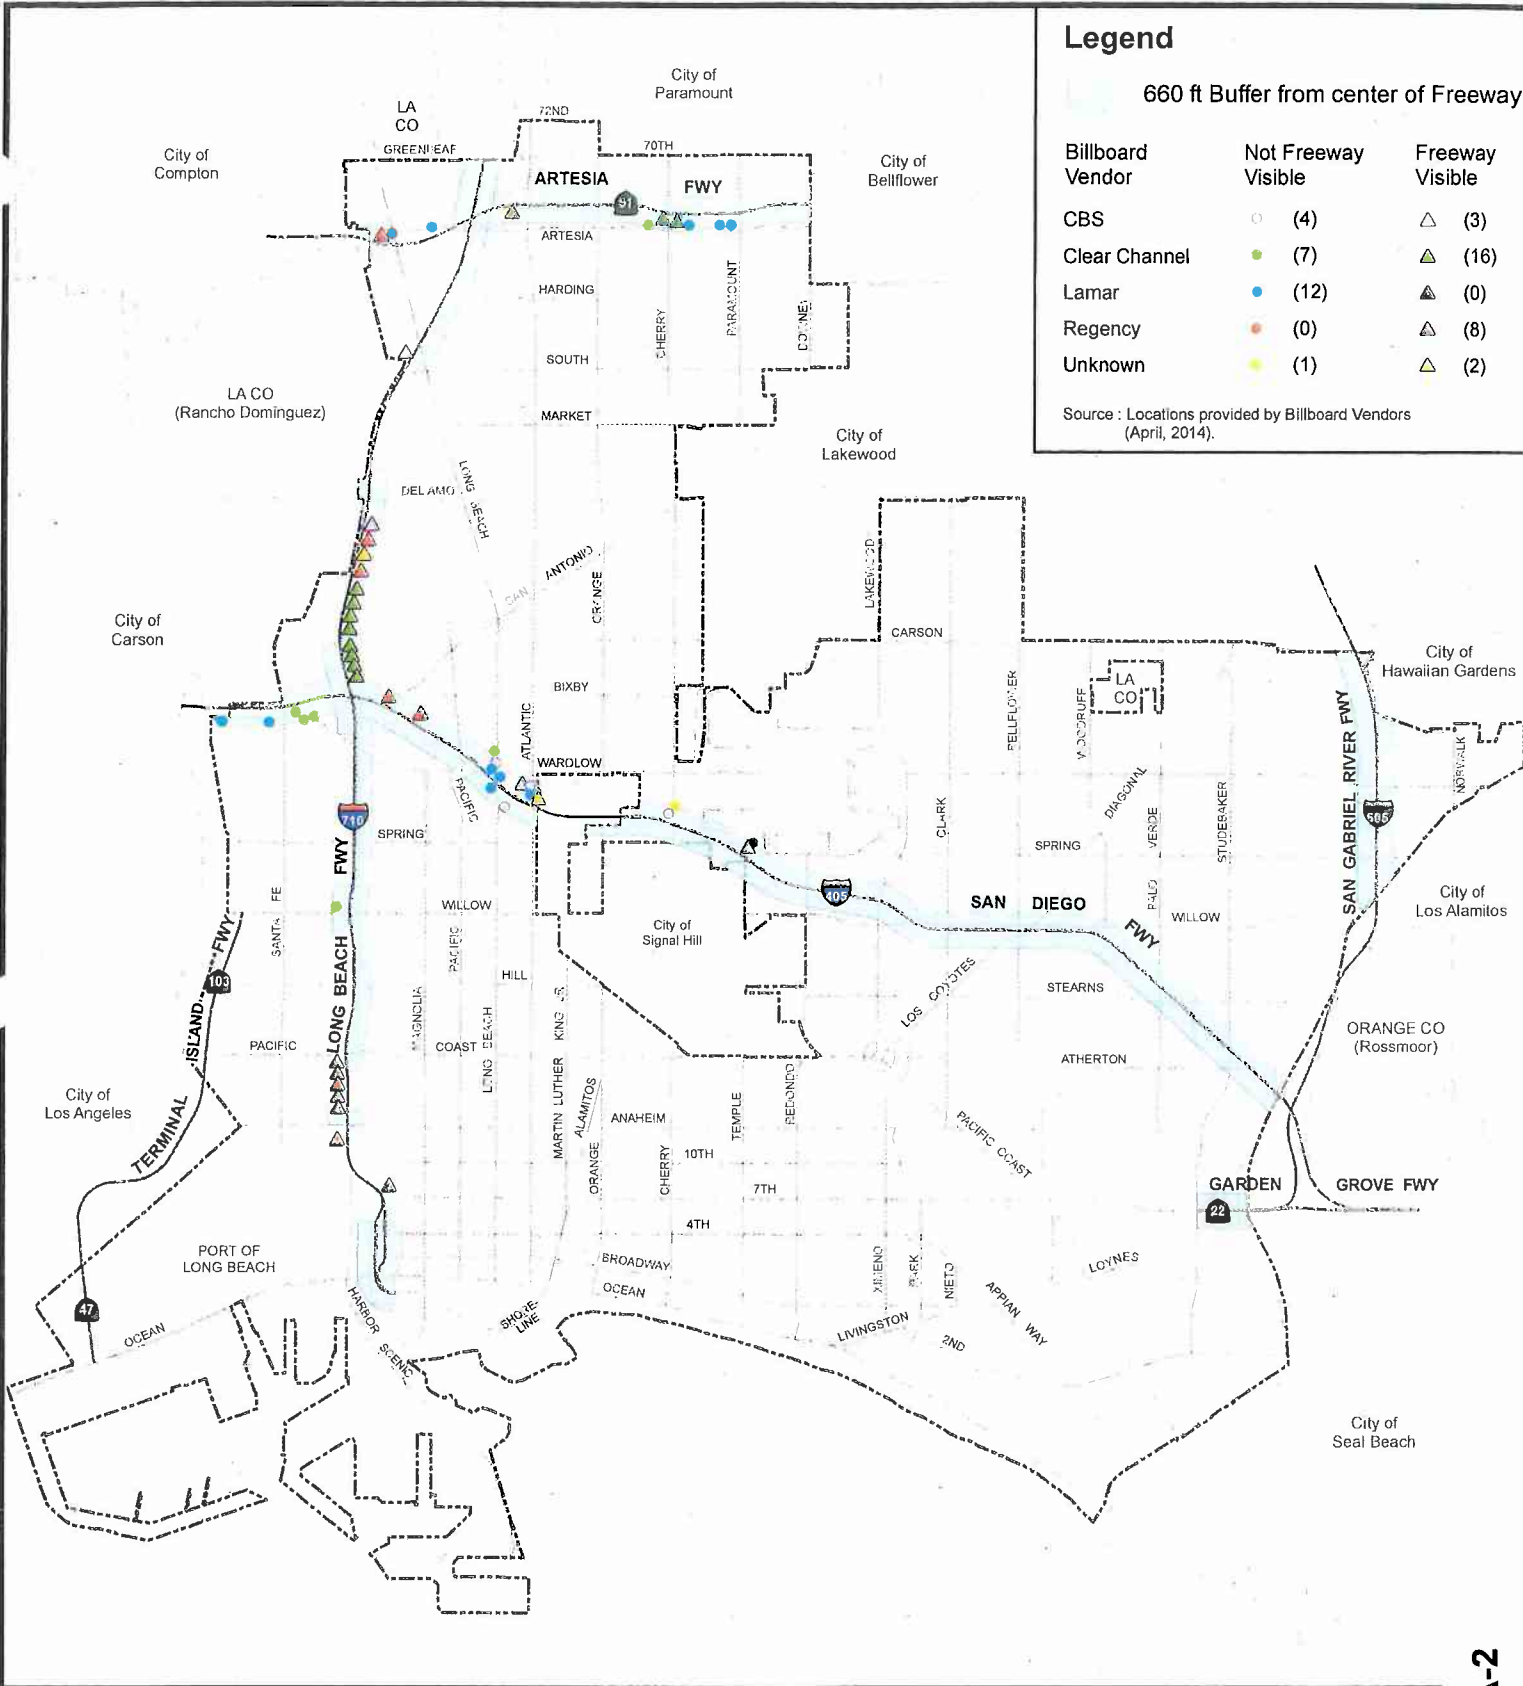 Legend
660 ft Buffer from center of Freeway
Billboard Vendor
Not Freeway Visible
Freeway Visible
CBS (4) (3)
Clear Channel (7) (16)
Lamar (12) (0)
Regency (0) (8)
Unknown (1) (2)
Source : Locations provided by Billboard Vendors
(April, 2014).
City of
Paramount
LA
CO
72ND
GREENLEAF
70TH
City of
Compton
City of
Bellflower
ARTESIA FWY
91
ARTESIA
HARDING
CHERRY
PARAMOUNT
SOUTH
LA CO
(Rancho Dominguez)
MARKET
City of
Lakewood
DEL AMO
LONG BEACH
SAN ANTONIO
ORANGE
LAKEWOOD
CARSON
City of
Carson
City of
Hawaiian Gardens
LA
CO
BIXBY
BELLFLOWER
WOODRUFF
ATLANTIC
WARDLOW
NORWALK
PACIFIC
CLARK
DIAGONAL
PALO VERDE
STUDEBAKER
SAN GABRIEL RIVER FWY
605
710
SPRING
SPRING
405
SAN DIEGO FWY
LONG BEACH FWY
SANTA FE
WILLOW
WILLOW
City of
Signal Hill
City of
Los Alamitos
PACIFIC
HILL
103
TERMINAL ISLAND FWY
MAGNOLIA
LONG BEACH
MARTIN LUTHER KING JR
LOS COYOTES
STEARNS
ORANGE CO
(Rossmoor)
PACIFIC
COAST
ATHERTON
City of
Los Angeles
ALAMITOS
ANAHEIM
TEMPLE
REDONDO
ORANGE
CHERRY
10TH
PACIFIC COAST
7TH
GARDEN GROVE FWY
22
4TH
PORT OF
LONG BEACH
BROADWAY
OCEAN
XIMENO
PARK
NIETO
APPIAN WAY
LOYNES
47
OCEAN
HARBOR SCENIC
SHORE-
LINE
LIVINGSTON
2ND
City of
Seal Beach
A-2